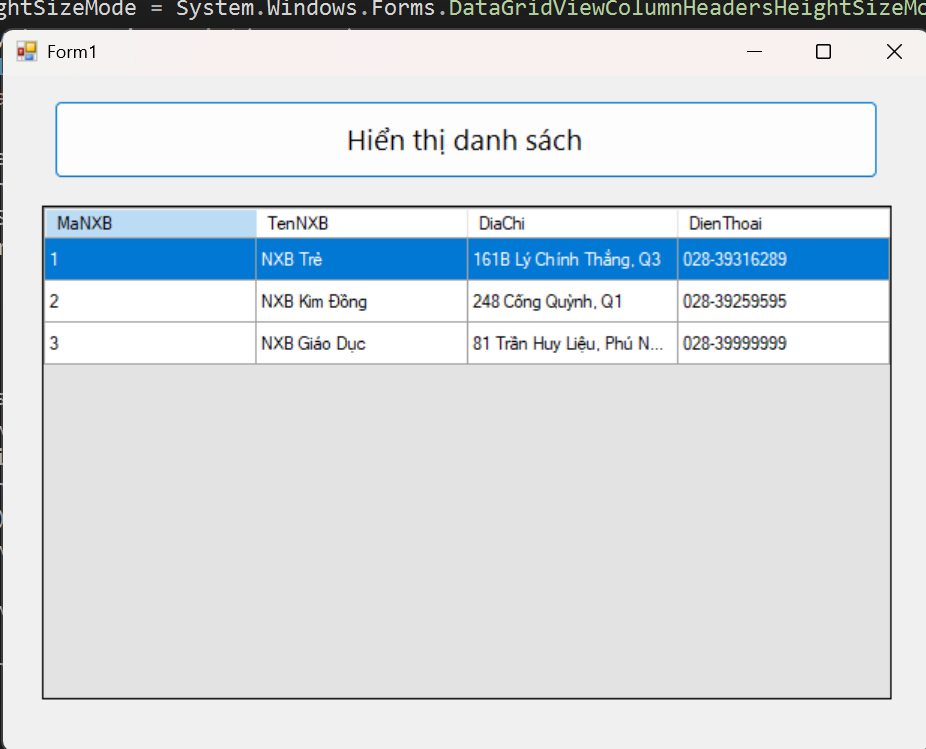 ghtSizeMode = System.Windows.Forms.DataGridViewColumnHeadersHeightSizeMo
Form1
Hiển thị danh sách
MaNXB TenNXB DiaChi DienThoai
1 NXB Trẻ 161B Lý Chính Thắng, Q3 028-39316289
2 NXB Kim Đồng 248 Cống Quỳnh, Q1 028-39259595
3 NXB Giáo Dục 81 Trần Huy Liệu, Phú N... 028-39999999